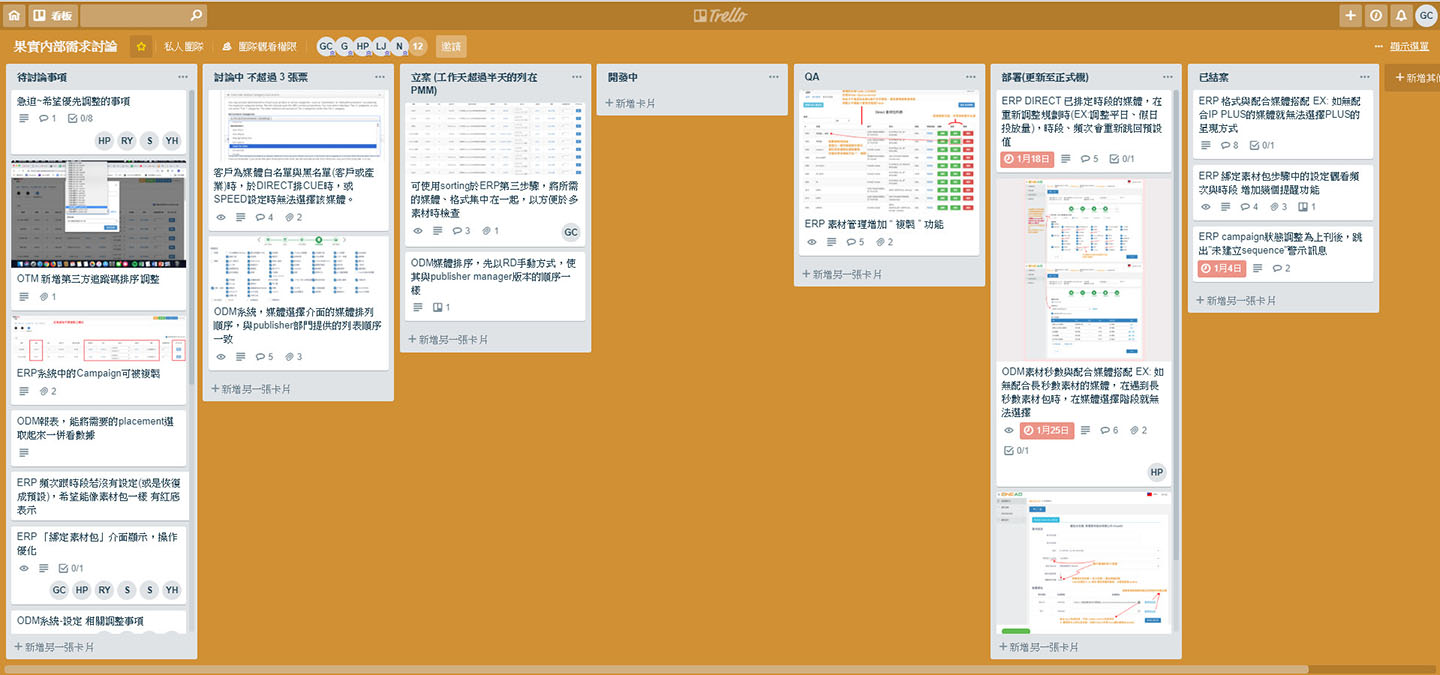 看板
Trello
GC
果實內部需求討論
私人團隊
團隊觀看權限
GC G HP LJ N 12
邀請
... 顯示選單
待討論事項
急迫~希望優先調整的事項
1 0/8
HP RY S YH
OTM 新增第三方追蹤碼排序調整
1
ERP系統中的Campaign可被複製
2
ODM報表，能將需要的placement選
取起來一併看數據
ERP 頻次跟時段若沒有設定(或是恢復
成預設)，希望能像素材包一樣 有紅底
表示
ERP 「綁定素材包」介面顯示，操作
優化
0/1
GC HP RY S S YH
ODM系統-設定 相關調整事項
+ 新增另一張卡片
討論中 不超過 3 張票
客戶為媒體白名單與黑名單(客戶或產
業)時，於DIRECT排CUE時，或
SPEED設定時無法選擇該媒體。
4 2
ODM系統，媒體選擇介面的媒體排列
順序，與publisher部門提供的列表順序
一致
5 3
+ 新增另一張卡片
立案 (工作天超過半天的列在
PMM)
可使用sorting於ERP第三步驟，將所需
的媒體、格式集中在一起，以方便於多
素材時檢查
3 1
GC
ODM媒體排序，先以RD手動方式，使
其與publisher manager版本的順序一
樣
1
+ 新增另一張卡片
開發中
+ 新增卡片
QA
ERP 素材管理增加 " 複製 " 功能
5 2
+ 新增另一張卡片
部署(更新至正式機)
ERP DIRECT 已排定時段的媒體，在
重新調整規劃時(EX:調整平日、假日
投放量)，時段、頻次會重新跳回預設
值
1月18日 5 0/1
ODM素材秒數與配合媒體搭配 EX: 如
無配合長秒數素材的媒體，在遇到長
秒數素材包時，在媒體選擇階段就無
法選擇
1月25日 6 2
0/1
HP
+ 新增另一張卡片
已結案
ERP 格式與配合媒體搭配 EX: 如無配
合IP PLUS的媒體就無法選擇PLUS的
呈現方式
8 0/1
ERP 綁定素材包步驟中的設定觀看頻
次與時段 增加幾個提醒功能
4 3 1
ERP campaign狀態調整為上刊後，跳
出"未建立sequence"警示訊息
1月4日 2
+ 新增另一張卡片
+ 新增其他